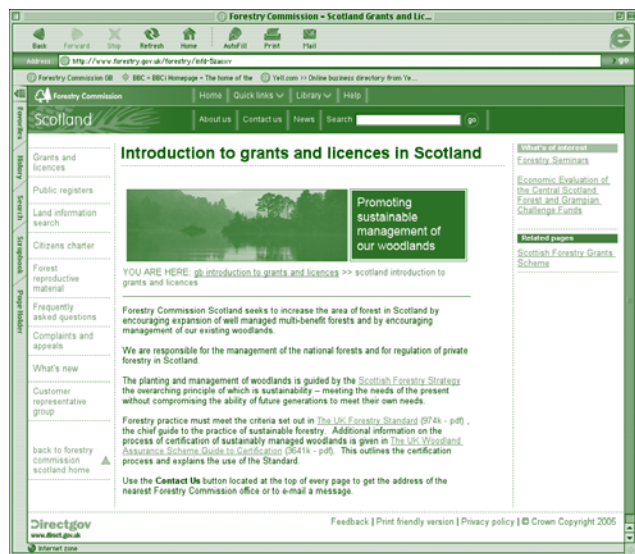 Forestry Commission - Scotland Grants and Lic...
Back Forward Stop Refresh Home AutoFill Print Mail
Address: http://www.forestry.gov.uk/forestry/
go
Forestry Commission GB BBC - BBCi Homepage - The home of the Yell.com >> Online business directory from Ye...
Favorites
History
Search
Scrapbook
Page Holder
Forestry Commission
Home Quick links Library Help
Scotland
About us Contact us News Search go
Grants and
licences
Public registers
Land information
search
Citizens charter
Forest
reproductive
material
Frequently
asked questions
Complaints and
appeals
What's new
Customer
representative
group
back to forestry
commission
scotland home
Introduction to grants and licences in Scotland
Promoting
sustainable
management of
our woodlands
YOU ARE HERE: gb introduction to grants and licences >> scotland introduction to
grants and licences
Forestry Commission Scotland seeks to increase the area of forest in Scotland by
encouraging expansion of well managed multi-benefit forests and by encouraging
management of our existing woodlands.
We are responsible for the management of the national forests and for regulation of private
forestry in Scotland.
The planting and management of woodlands is guided by the Scottish Forestry Strategy
the overarching principle of which is sustainability – meeting the needs of the present
without compromising the ability of future generations to meet their own needs.
Forestry practice must meet the criteria set out in The UK Forestry Standard (974k - pdf) ,
the chief guide to the practice of sustainable forestry. Additional information on the
process of certification of sustainably managed woodlands is given in The UK Woodland
Assurance Scheme Guide to Certification (3641k - pdf). This outlines the certification
process and explains the use of the Standard.
Use the Contact Us button located at the top of every page to get the address of the
nearest Forestry Commission office or to e-mail a message.
What's of interest
Forestry Seminars
Economic Evaluation of
the Central Scotland
Forest and Grampian
Challenge Funds
Related pages
Scottish Forestry Grants
Scheme
Directgov
www.direct.gov.uk
Feedback | Print friendly version | Privacy policy | © Crown Copyright 2005
Internet zone